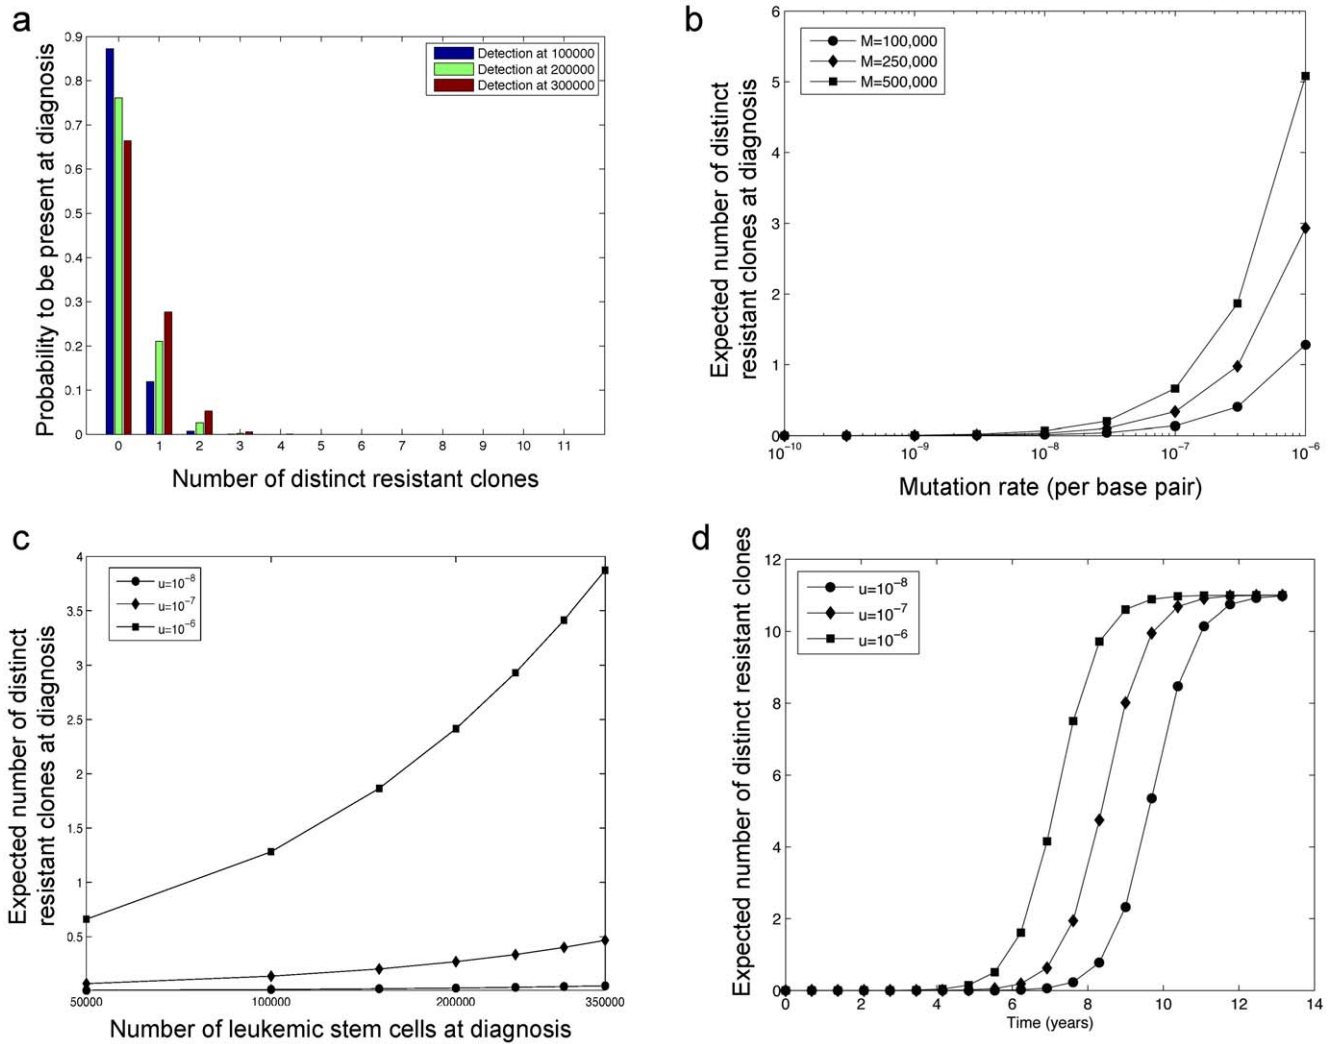 a
Probability to be present at diagnosis
0.9
0.8
0.7
0.6
0.5
0.4
0.3
0.2
0.1
0
Detection at 100000
Detection at 200000
Detection at 300000
0 1 2 3 4 5 6 7 8 9 10 11
Number of distinct resistant clones
b
Expected number of distinct
resistant clones at diagnosis
6
5
4
3
2
1
0
M=100,000
M=250,000
M=500,000
10⁻¹⁰ 10⁻⁹ 10⁻⁸ 10⁻⁷ 10⁻⁶
Mutation rate (per base pair)
c
Expected number of distinct
resistant clones at diagnosis
4
3.5
3
2.5
2
1.5
1
0.5
u=10⁻⁸
u=10⁻⁷
u=10⁻⁶
50000 100000 200000 350000
Number of leukemic stem cells at diagnosis
d
Expected number of distinct resistant clones
12
10
8
6
4
2
0
u=10⁻⁸
u=10⁻⁷
u=10⁻⁶
0 2 4 6 8 10 12 14
Time (years)